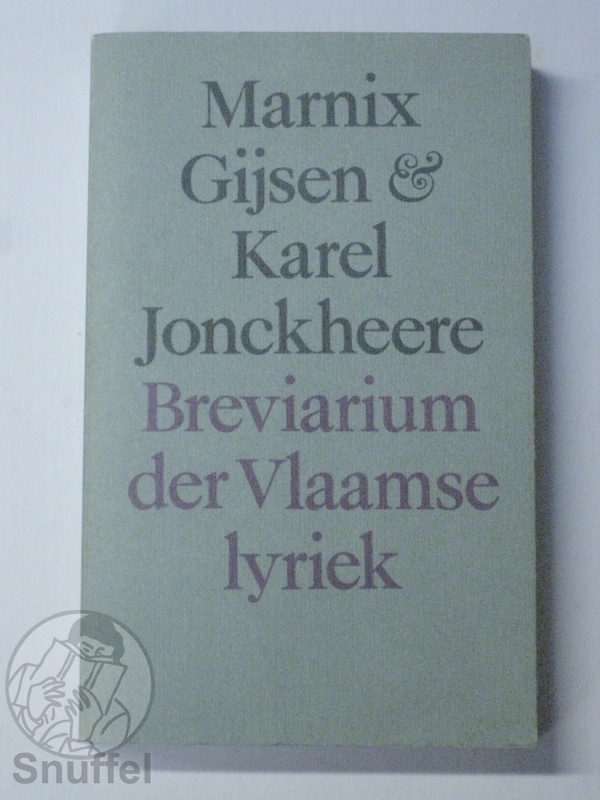 Marnix
Gijsen &
Karel
Jonckheere
Breviarium
der Vlaamse
lyriek
Snuffel